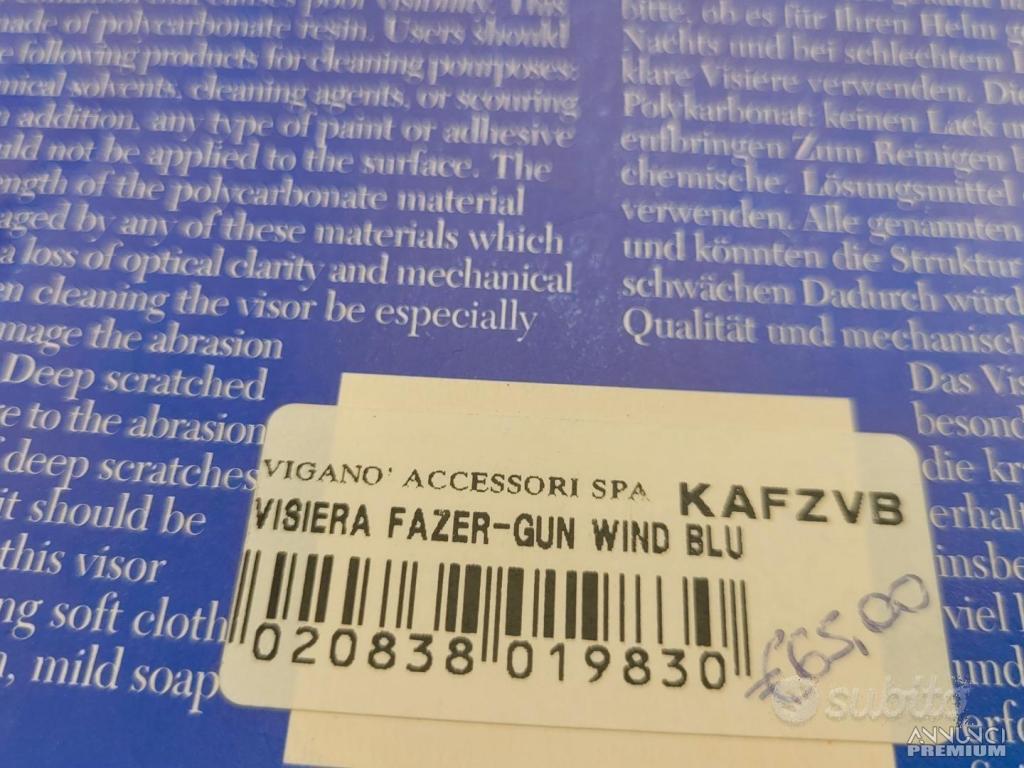 ade of polycarbonate resin. Users should
e following products for cleaning pomposes:
nical solvents, cleaning agents, or scouring
n addition, any type of paint or adhesive
uld not be applied to the surface. The
ength of the polycarbonate material
aged by any of these materials which
a loss of optical clarity and mechanical
en cleaning the visor be especially
mage the abrasion
Deep scratched
e to the abrasion
deep scratches
it should be
this visor
ng soft cloth
, mild soap
bitte, ob es für Ihren Helm
Nachts und bei schlechtem
klare Visiere verwenden. Die
Polykarbonat: keinen Lack
entbringen Zum Reinigen
chemische, Lösungsmittel
verwenden. Alle genannten
und könnten die Struktur
schwächen Dadurch würd
Qualität und mechanisch
Das Vis
besond
die kr
erhalt
insbe
viel
und
erfo
VIGANO' ACCESSORI SPA KAFZVB
VISIERA FAZER-GUN WIND BLU
020838 019830
€65,00
subito
ANNUNCI
PREMIUM